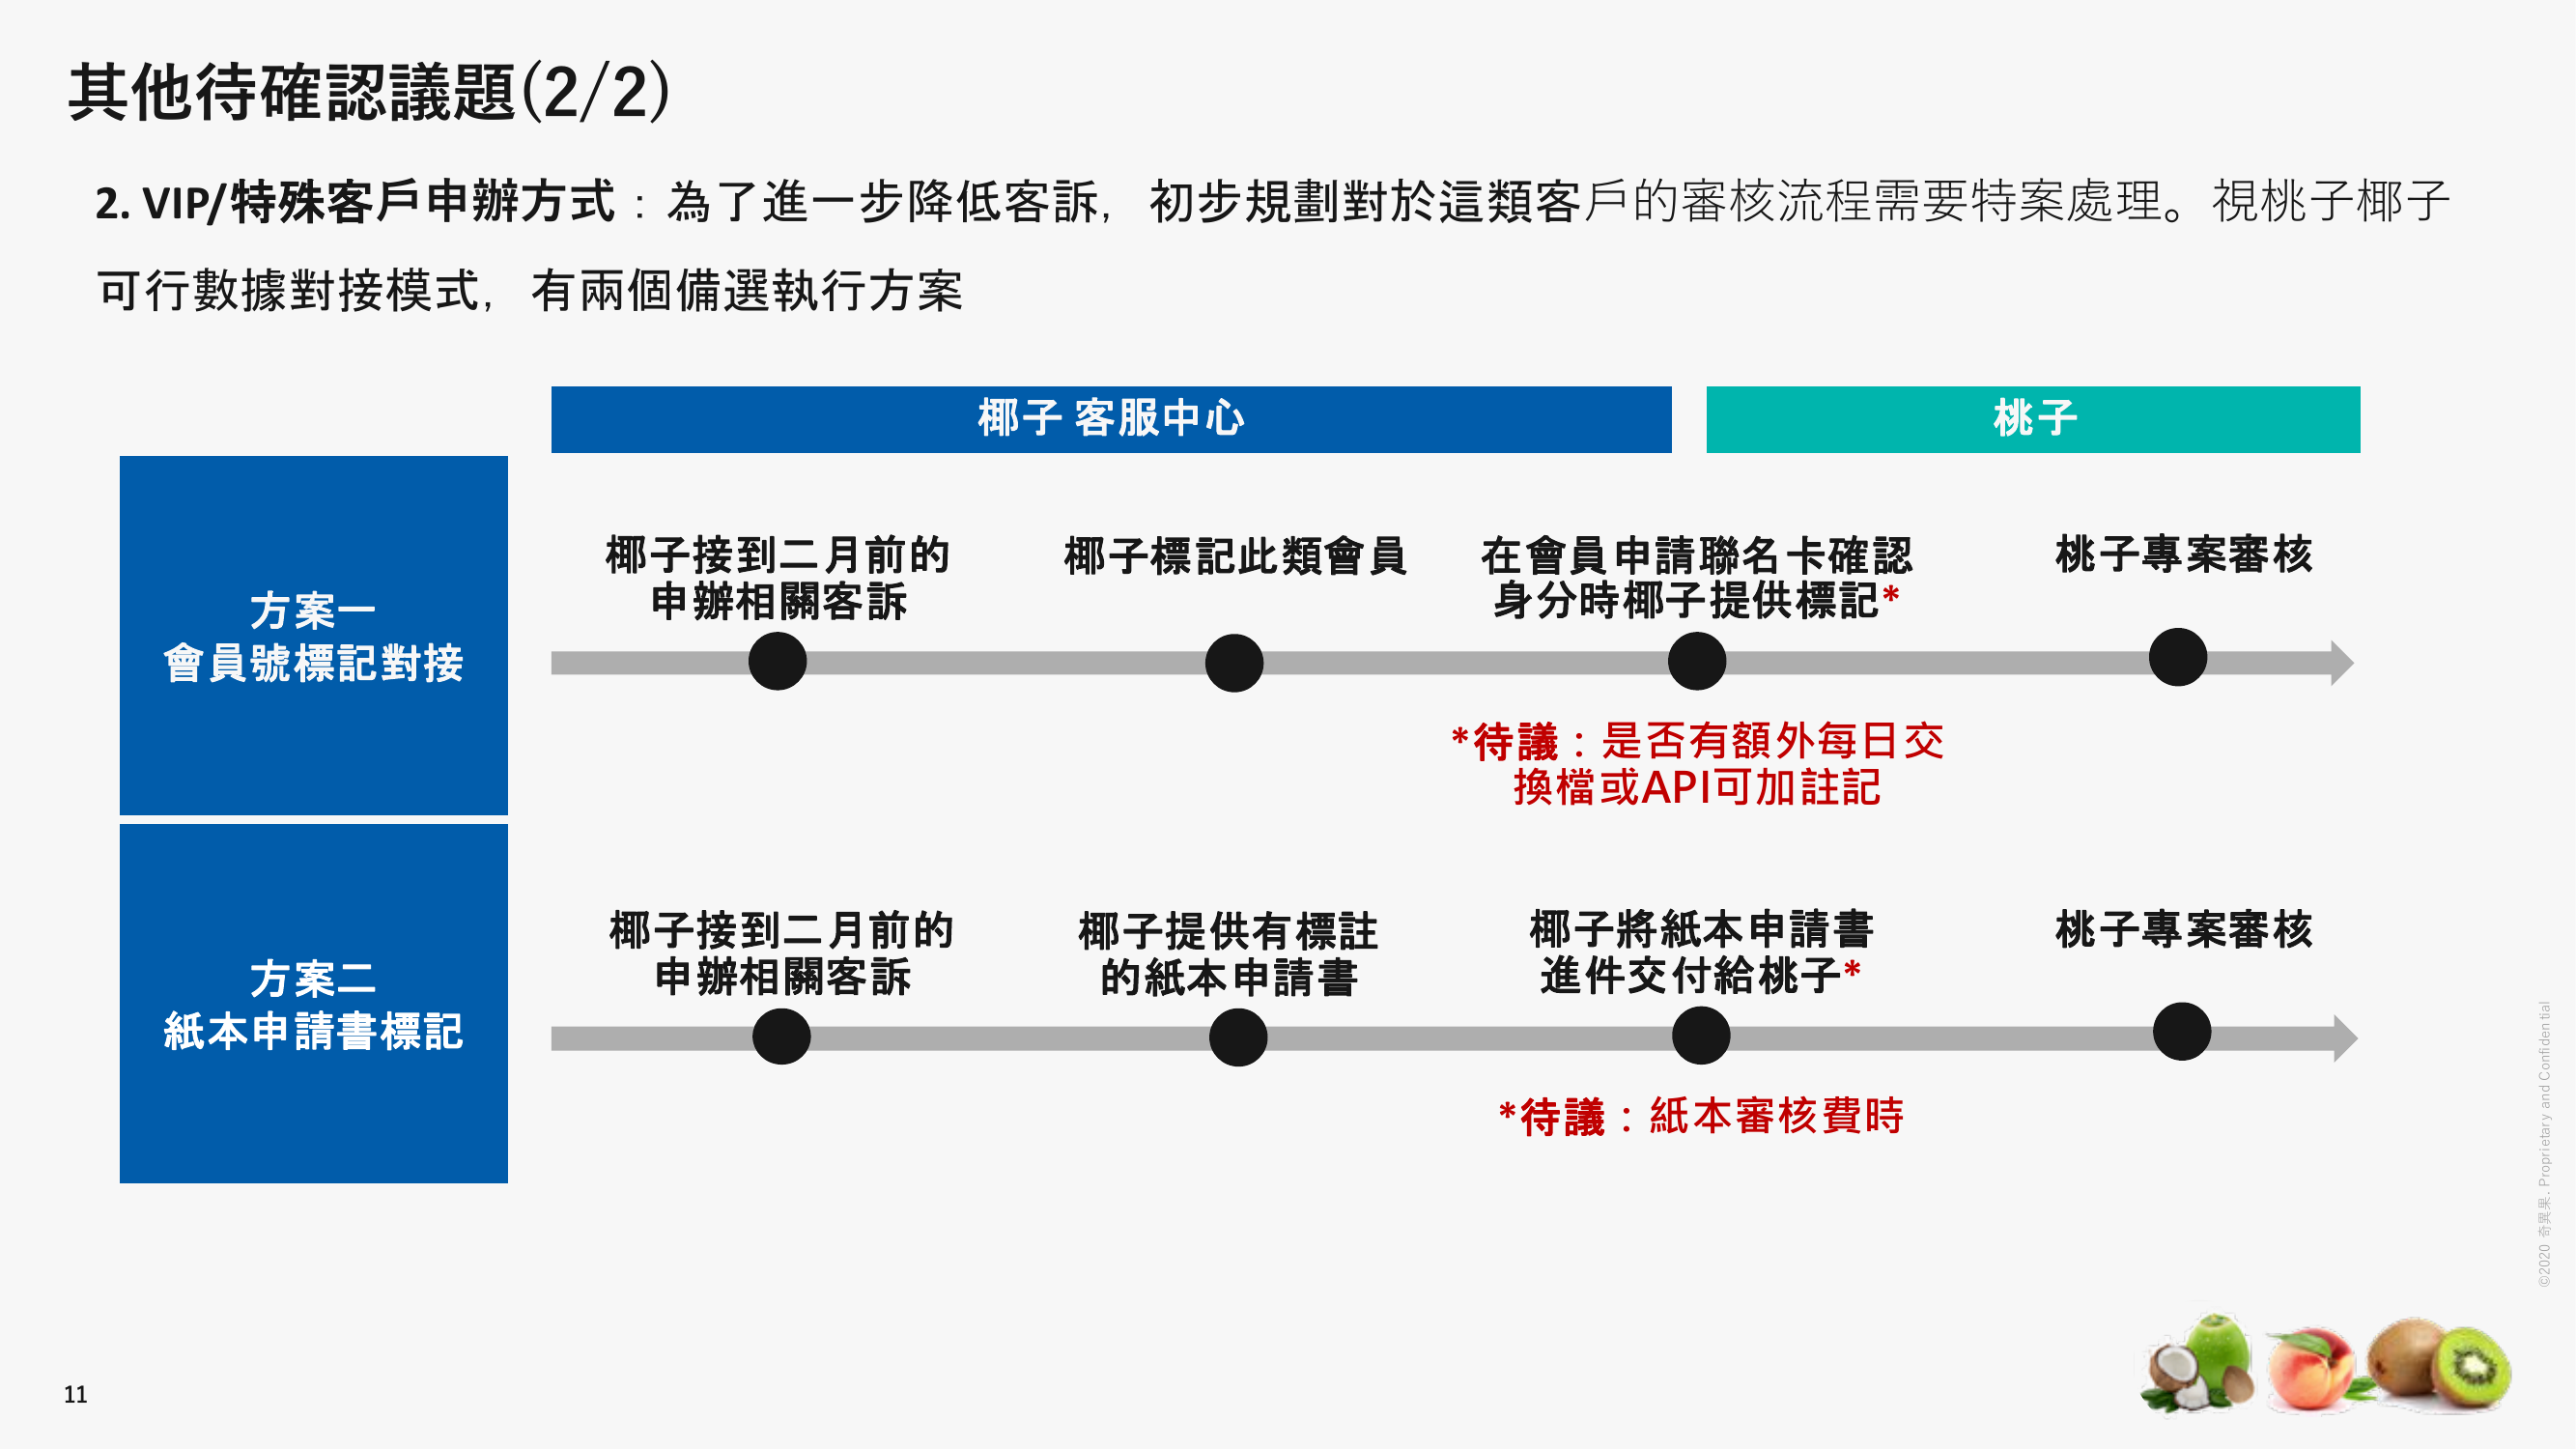 其他待確認議題(2/2)
2. VIP/特殊客戶申辦方式：為了進一步降低客訴，初步規劃對於這類客戶的審核流程需要特案處理。視桃子椰子
可行數據對接模式，有兩個備選執行方案
椰子 客服中心
桃子
方案一
會員號標記對接
椰子接到二月前的
申辦相關客訴
椰子標記此類會員
在會員申請聯名卡確認
身分時椰子提供標記*
桃子專案審核
*待議：是否有額外每日交
換檔或API可加註記
方案二
紙本申請書標記
椰子接到二月前的
申辦相關客訴
椰子提供有標註
的紙本申請書
椰子將紙本申請書
進件交付給桃子*
桃子專案審核
*待議：紙本審核費時
©2020 奇異果. Proprietary and Confidential
11